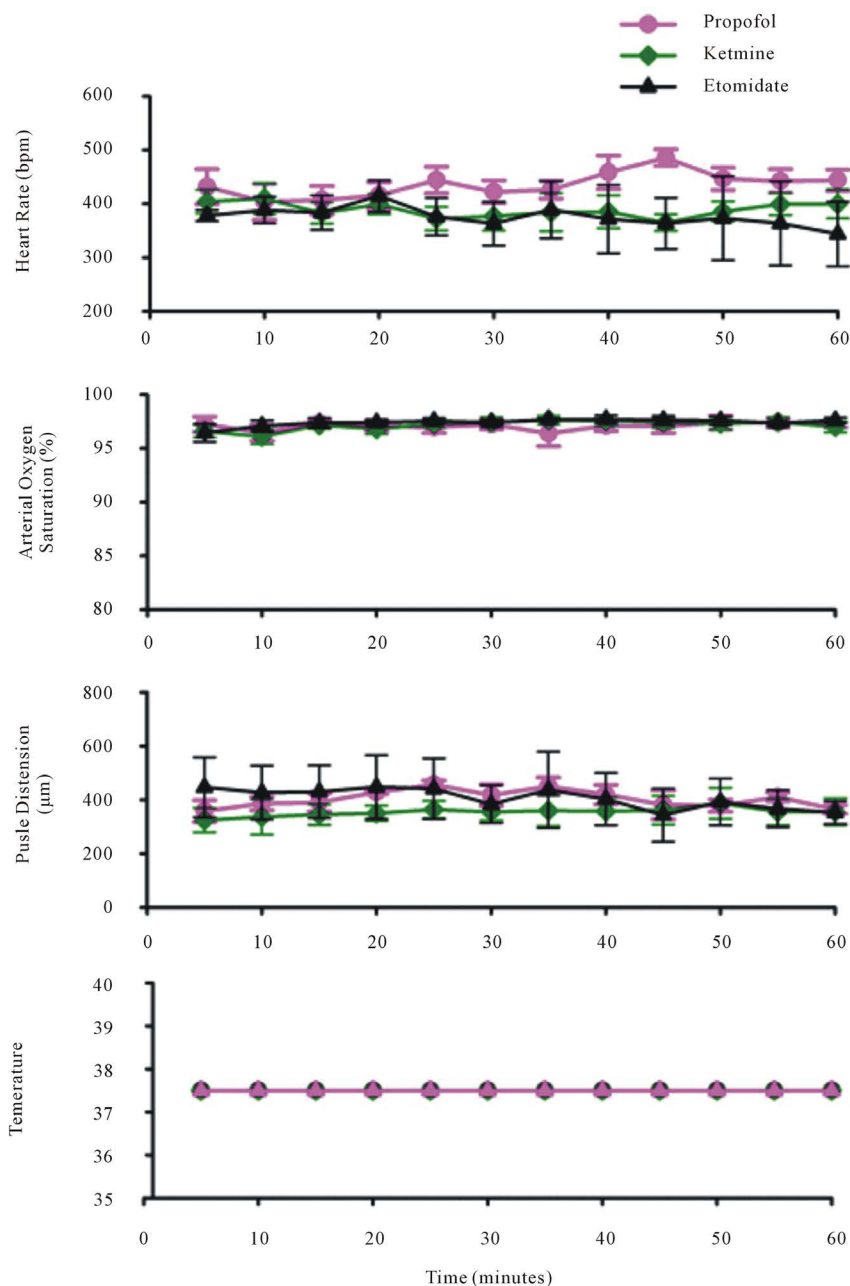 Propofol
Ketmine
Etomidate
600
500
400
300
200
Heart Rate (bpm)
0 10 20 30 40 50 60
100
95
90
85
80
Arterial Oxygen
Saturation (%)
0 10 20 30 40 50 60
800
600
400
200
0
Pusle Distension
(μm)
0 10 20 30 40 50 60
40
39
38
37
36
35
Temerature
0 10 20 30 40 50 60
Time (minutes)